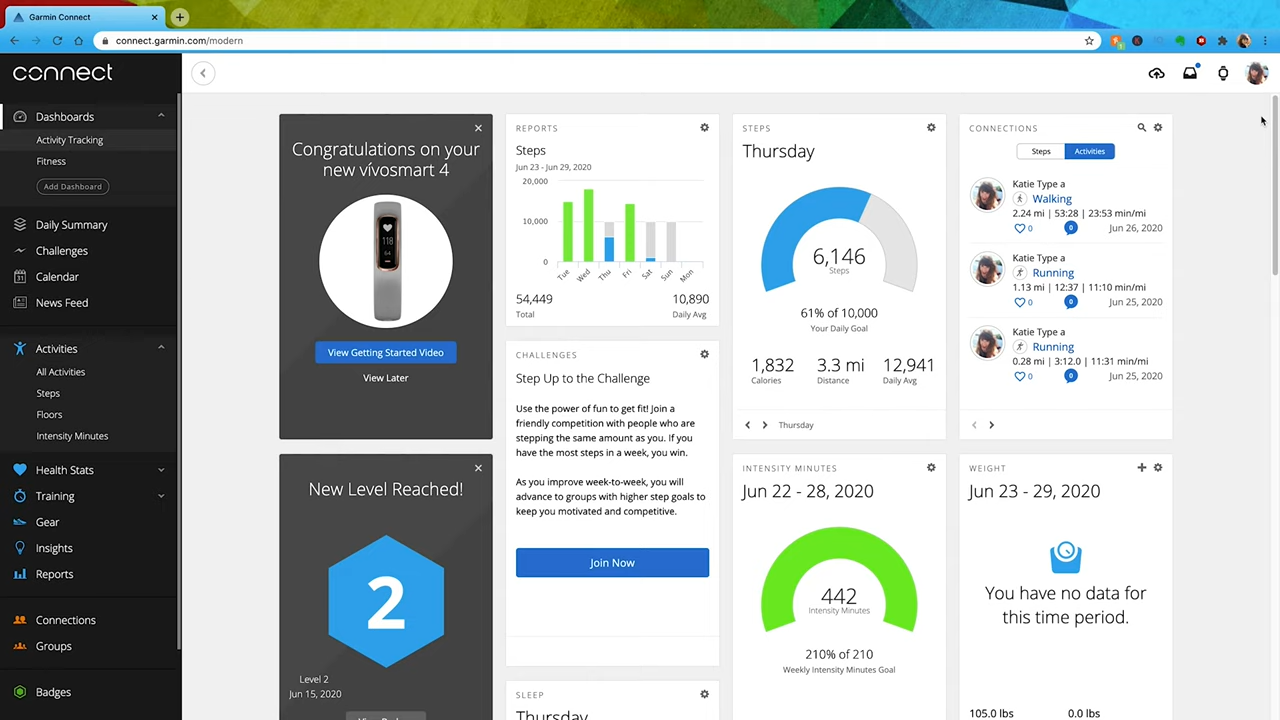 Garmin Connect
connect.garmin.com/modern
connect
Dashboards
Activity Tracking
Fitness
Add Dashboard
Daily Summary
Challenges
Calendar
News Feed
Activities
All Activities
Steps
Floors
Intensity Minutes
Health Stats
Training
Gear
Insights
Reports
Connections
Groups
Badges
Congratulations on your
new vívosmart 4
118
64
View Getting Started Video
View Later
New Level Reached!
2
Level 2
Jun 15, 2020
REPORTS
Steps
Jun 23 - Jun 29, 2020
20,000
10,000
0
Tue Wed Thu Fri Sat Sun Mon
54,449 10,890
Total Daily Avg
CHALLENGES
Step Up to the Challenge
Use the power of fun to get fit! Join a
friendly competition with people who are
stepping the same amount as you. If you
have the most steps in a week, you win.
As you improve week-to-week, you will
advance to groups with higher step goals to
keep you motivated and competitive.
Join Now
SLEEP
Thursday
STEPS
Thursday
6,146
Steps
61% of 10,000
Your Daily Goal
1,832 3.3 mi 12,941
Calories Distance Daily Avg
Thursday
INTENSITY MINUTES
Jun 22 - 28, 2020
442
Intensity Minutes
210% of 210
Weekly Intensity Minutes Goal
CONNECTIONS
Steps Activities
Katie Type a
Walking
2.24 mi | 53:28 | 23:53 min/mi
0 0 Jun 26, 2020
Katie Type a
Running
1.13 mi | 12:37 | 11:10 min/mi
0 0 Jun 25, 2020
Katie Type a
Running
0.28 mi | 3:12.0 | 11:31 min/mi
0 0 Jun 25, 2020
WEIGHT
Jun 23 - 29, 2020
You have no data for
this time period.
105.0 lbs 0.0 lbs